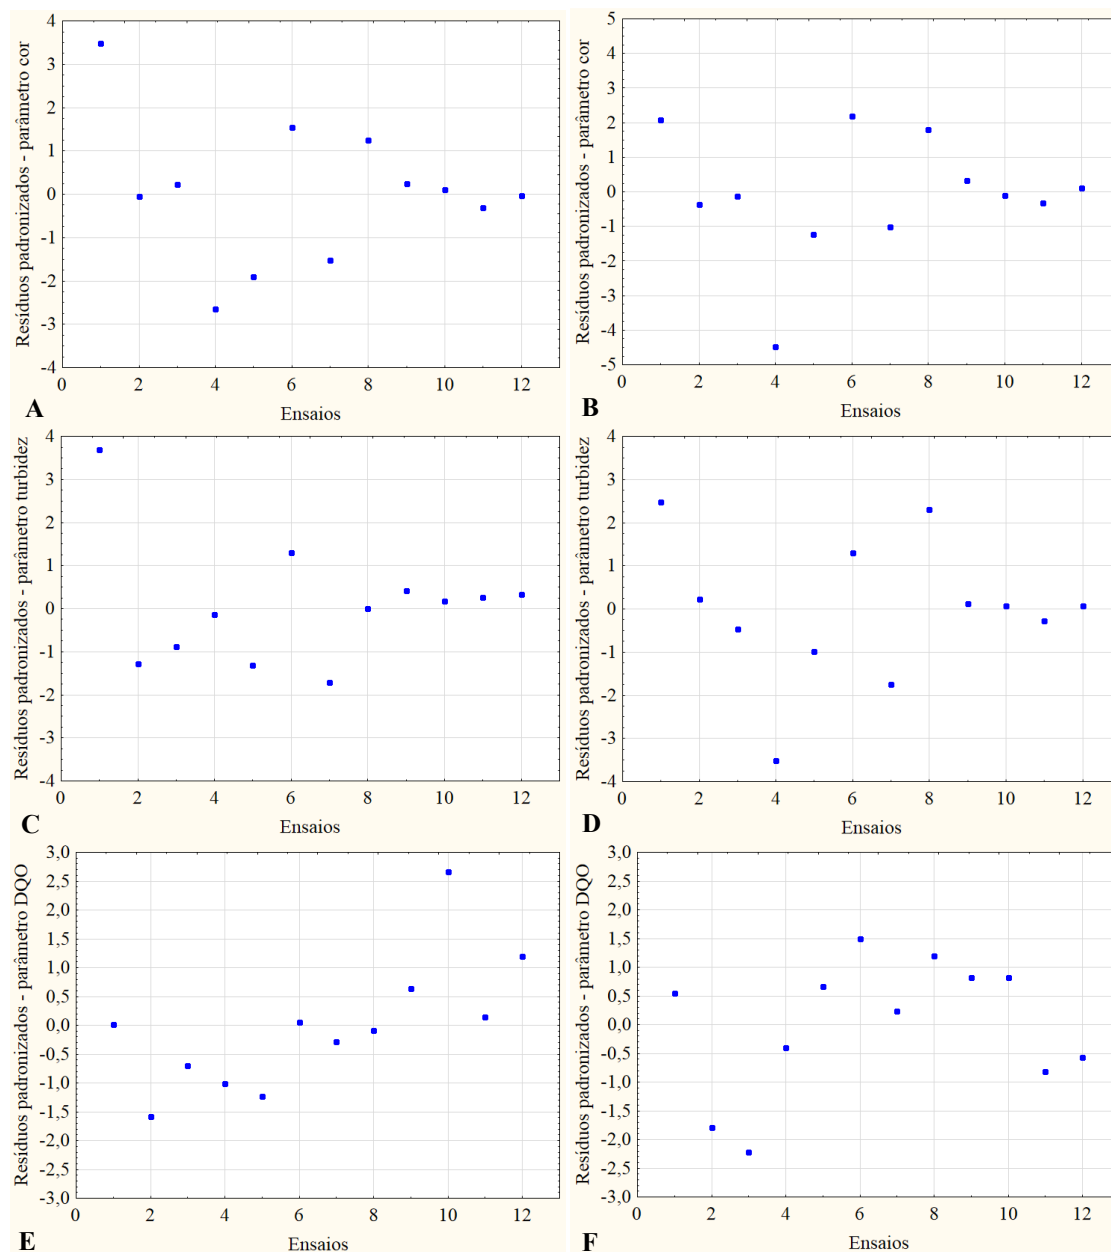 Resíduos padronizados - parâmetro cor
4
3
2
1
0
-1
-2
-3
-4
0 2 4 6 8 10 12
Ensaios
A
Resíduos padronizados - parâmetro cor
5
4
3
2
1
0
-1
-2
-3
-4
-5
0 2 4 6 8 10 12
Ensaios
B
Resíduos padronizados - parâmetro turbidez
4
3
2
1
0
-1
-2
-3
-4
0 2 4 6 8 10 12
Ensaios
C
Resíduos padronizados - parâmetro turbidez
4
3
2
1
0
-1
-2
-3
-4
0 2 4 6 8 10 12
Ensaios
D
Resíduos padronizados - parâmetro DQO
3,0
2,5
2,0
1,5
1,0
0,5
0,0
-0,5
-1,0
-1,5
-2,0
-2,5
-3,0
0 2 4 6 8 10 12
Ensaios
E
Resíduos padronizados - parâmetro DQO
3,0
2,5
2,0
1,5
1,0
0,5
0,0
-0,5
-1,0
-1,5
-2,0
-2,5
-3,0
0 2 4 6 8 10 12
Ensaios
F